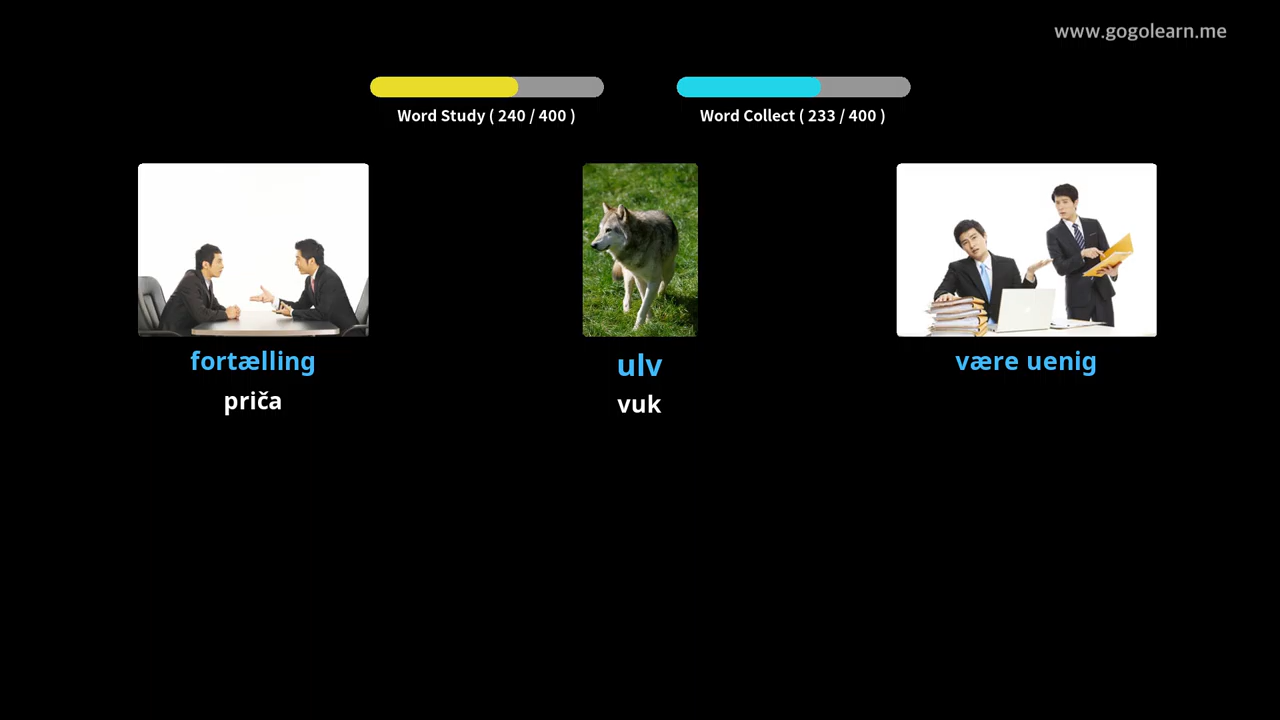 www.gogolearn.me
Word Study ( 240 / 400 )
Word Collect ( 233 / 400 )
fortælling
ulv
være uenig
priča
vuk